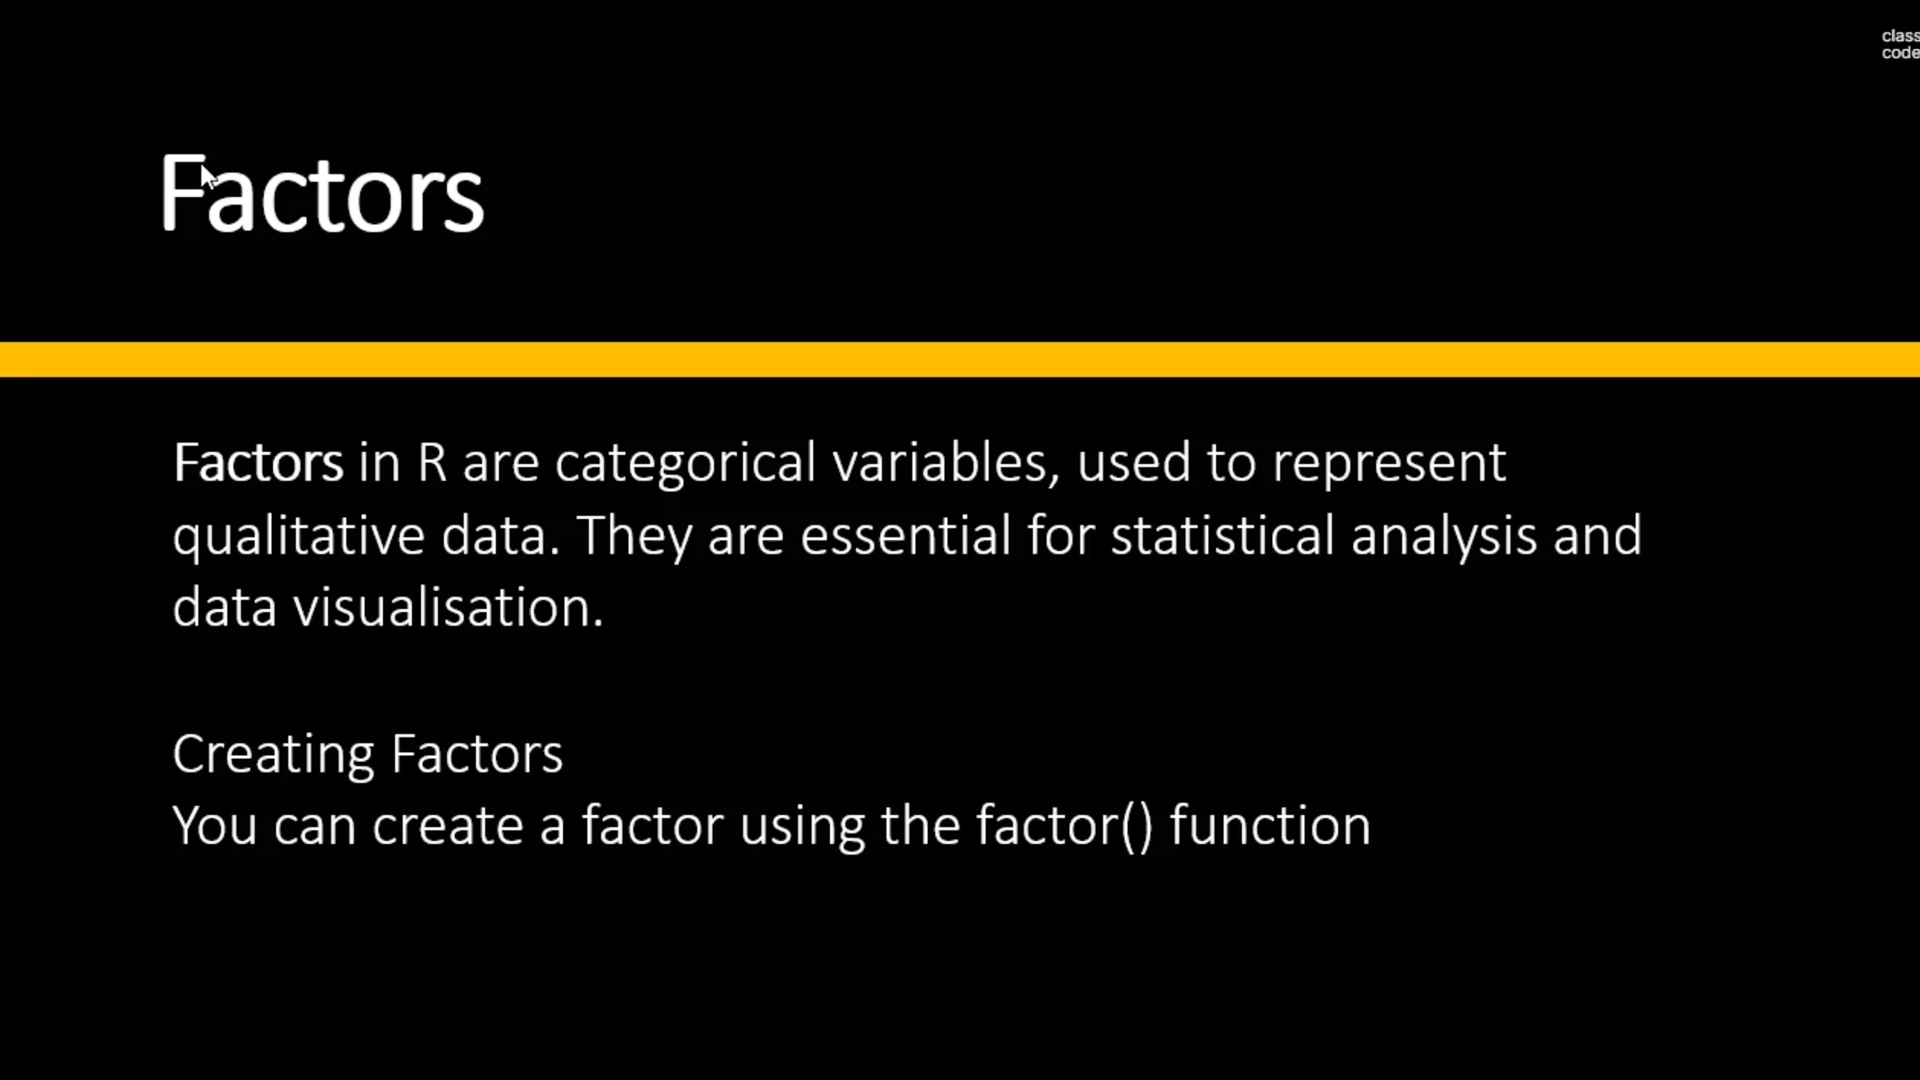 class
code
Factors
Factors in R are categorical variables, used to represent
qualitative data. They are essential for statistical analysis and
data visualisation.
Creating Factors
You can create a factor using the factor() function